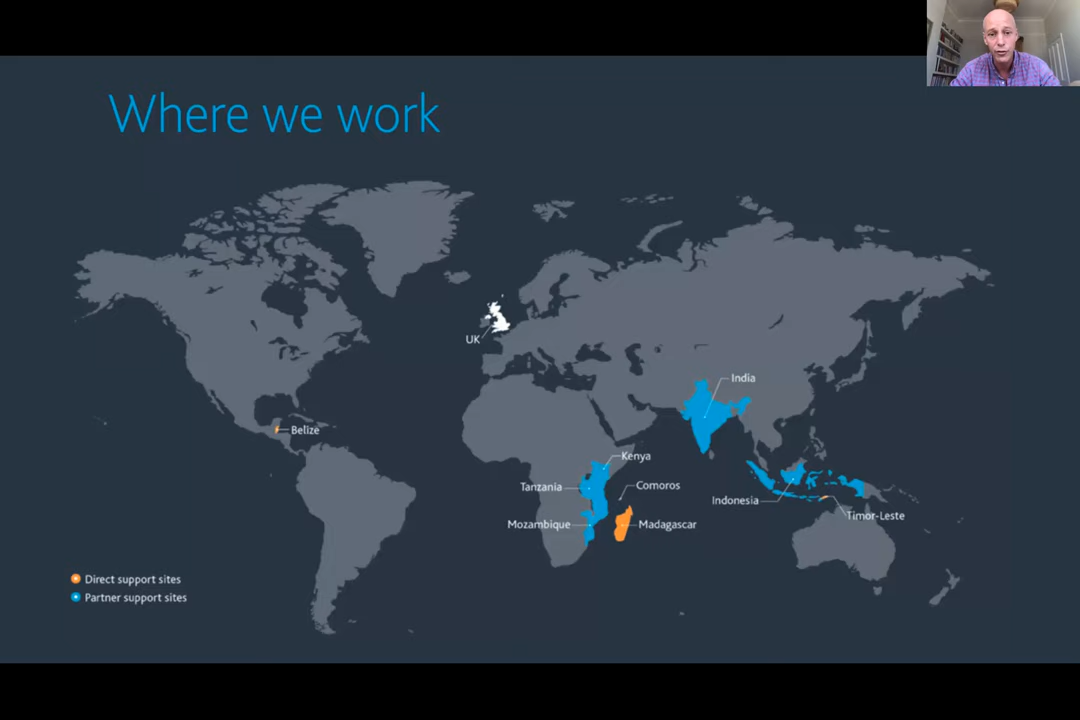 Where we work
UK
India
Belize
Kenya
Tanzania
Comoros
Indonesia
Timor-Leste
Mozambique
Madagascar
Direct support sites
Partner support sites